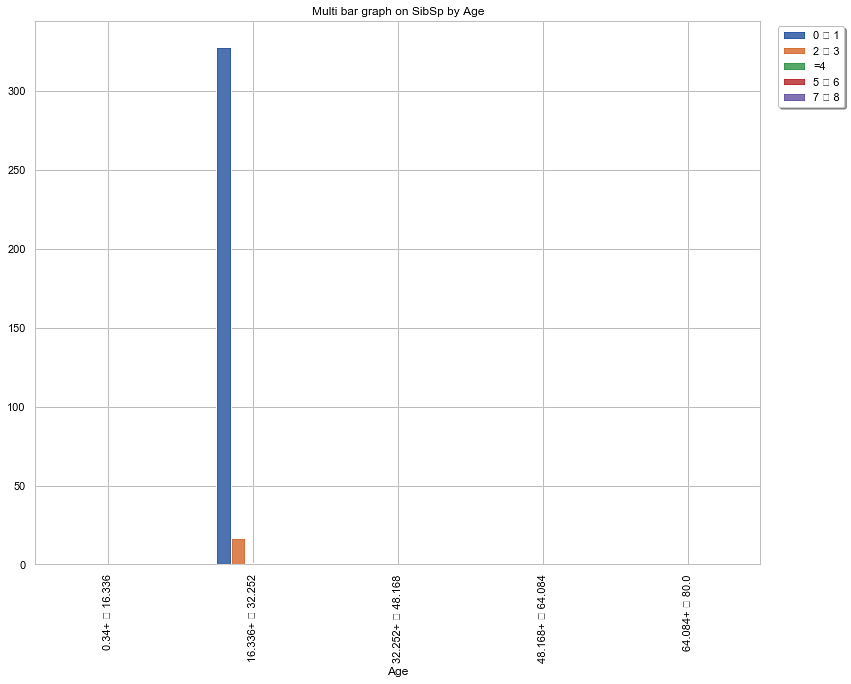 Multi bar graph on SibSp by Age
0 □ 1
2 □ 3
=4
5 □ 6
7 □ 8
300
250
200
150
100
50
0
0.34+ □ 16.336
16.336+ □ 32.252
32.252+ □ 48.168
48.168+ □ 64.084
64.084+ □ 80.0
Age